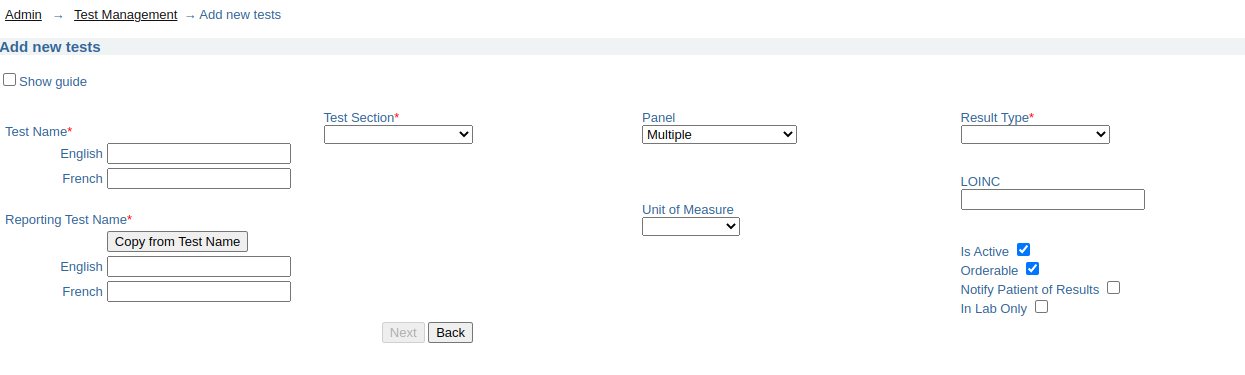 Admin → Test Management → Add new tests
Add new tests
Show guide
Test Name*
English
French
Reporting Test Name*
Copy from Test Name
English
French
Test Section*
Panel
Multiple
Unit of Measure
Result Type*
LOINC
Is Active
Orderable
Notify Patient of Results
In Lab Only
Next Back